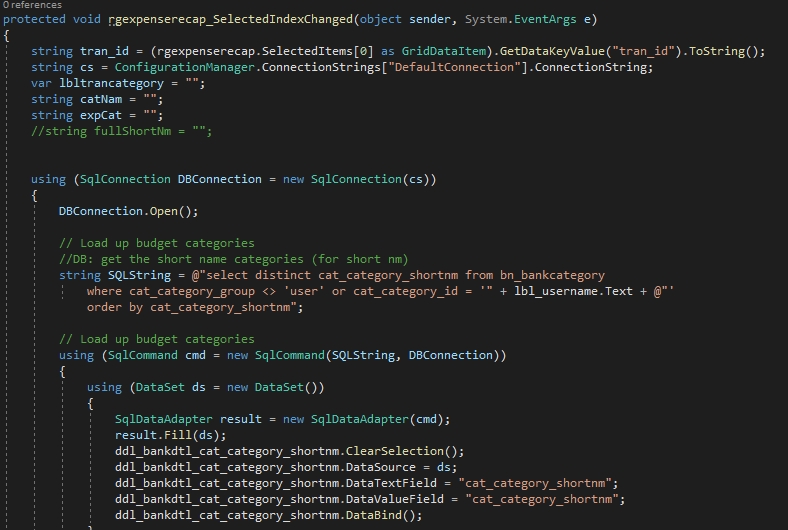 0 references
protected void rgexpenserecap_SelectedIndexChanged(object sender, System.EventArgs e)
{
string tran_id = (rgexpenserecap.SelectedItems[0] as GridDataItem).GetDataKeyValue("tran_id").ToString();
string cs = ConfigurationManager.ConnectionStrings["DefaultConnection"].ConnectionString;
var lbltrancategory = "";
string catNam = "";
string expCat = "";
//string fullShortNm = "";
using (SqlConnection DBConnection = new SqlConnection(cs))
{
DBConnection.Open();
// Load up budget categories
//DB: get the short name categories (for short nm)
string SQLString = @"select distinct cat_category_shortnm from bn_bankcategory
where cat_category_group <> 'user' or cat_category_id = '" + lbl_username.Text + @"'
order by cat_category_shortnm";
// Load up budget categories
using (SqlCommand cmd = new SqlCommand(SQLString, DBConnection))
{
using (DataSet ds = new DataSet())
{
SqlDataAdapter result = new SqlDataAdapter(cmd);
result.Fill(ds);
ddl_bankdtl_cat_category_shortnm.ClearSelection();
ddl_bankdtl_cat_category_shortnm.DataSource = ds;
ddl_bankdtl_cat_category_shortnm.DataTextField = "cat_category_shortnm";
ddl_bankdtl_cat_category_shortnm.DataValueField = "cat_category_shortnm";
ddl_bankdtl_cat_category_shortnm.DataBind();